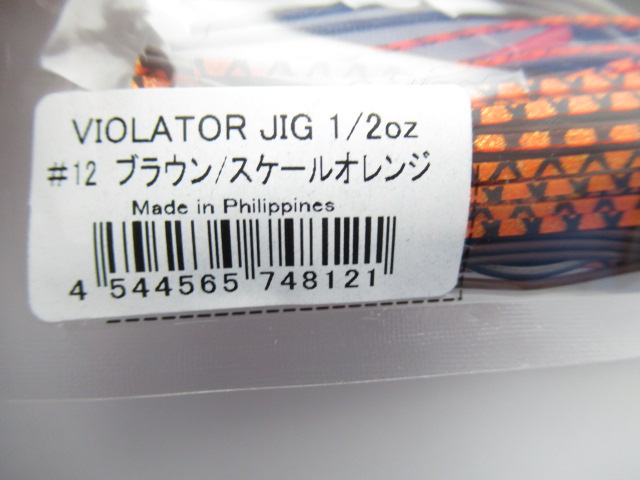 VIOLATOR JIG 1/2oz
#12 ブラウン/スケールオレンジ
Made in Philippines
4 544565 748121